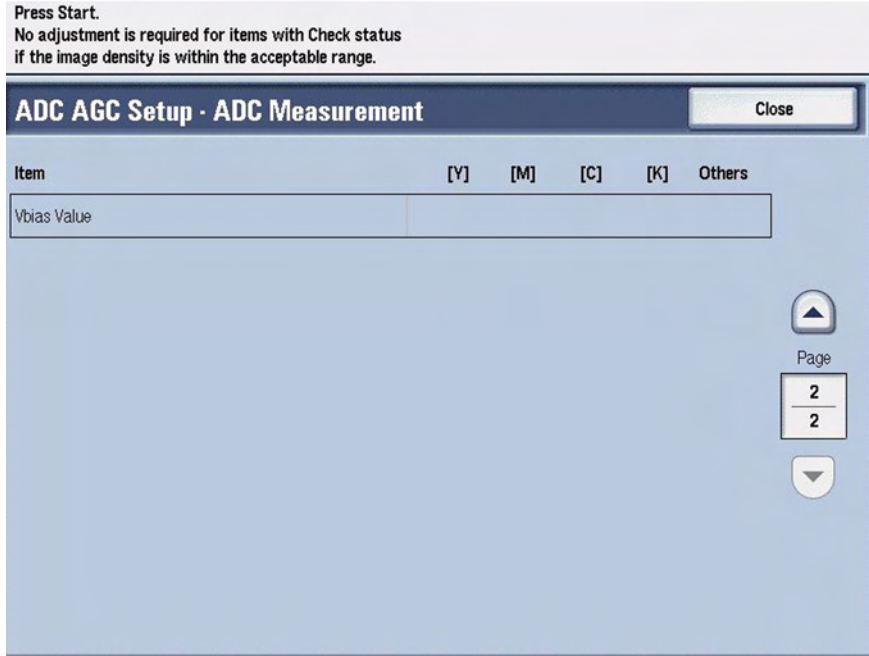 Press Start.
No adjustment is required for items with Check status
if the image density is within the acceptable range.
ADC AGC Setup - ADC Measurement
Close
Item [Y] [M] [C] [K] Others
Vbias Value
Page
2
2